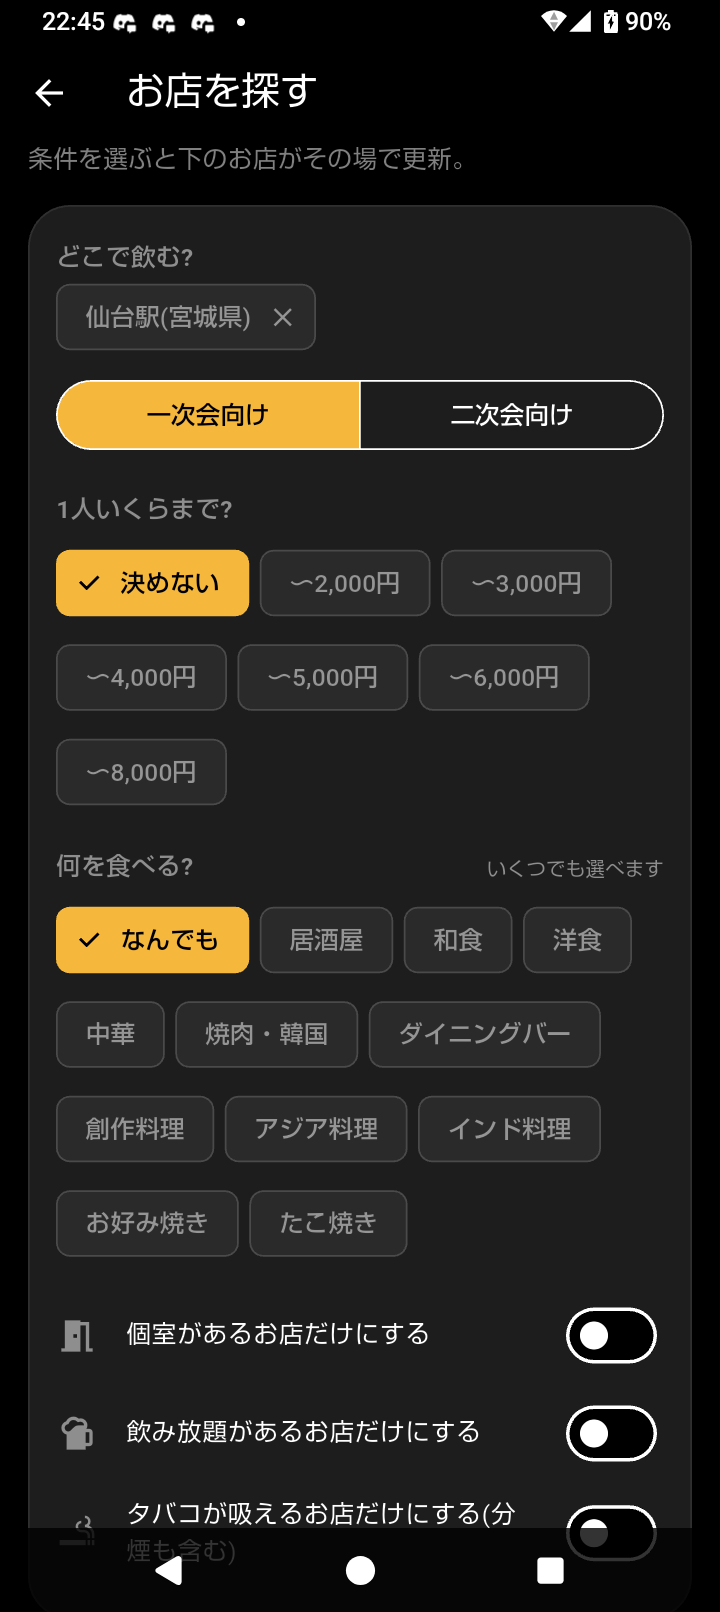 22:45
90%
お店を探す
条件を選ぶと下のお店がその場で更新。
どこで飲む?
仙台駅(宮城県)
一次会向け
二次会向け
1人いくらまで?
決めない
〜2,000円
〜3,000円
〜4,000円
〜5,000円
〜6,000円
〜8,000円
何を食べる?
いくつでも選べます
なんでも
居酒屋
和食
洋食
中華
焼肉・韓国
ダイニングバー
創作料理
アジア料理
インド料理
お好み焼き
たこ焼き
個室があるお店だけにする
飲み放題があるお店だけにする
タバコが吸えるお店だけにする(分
煙も含む)